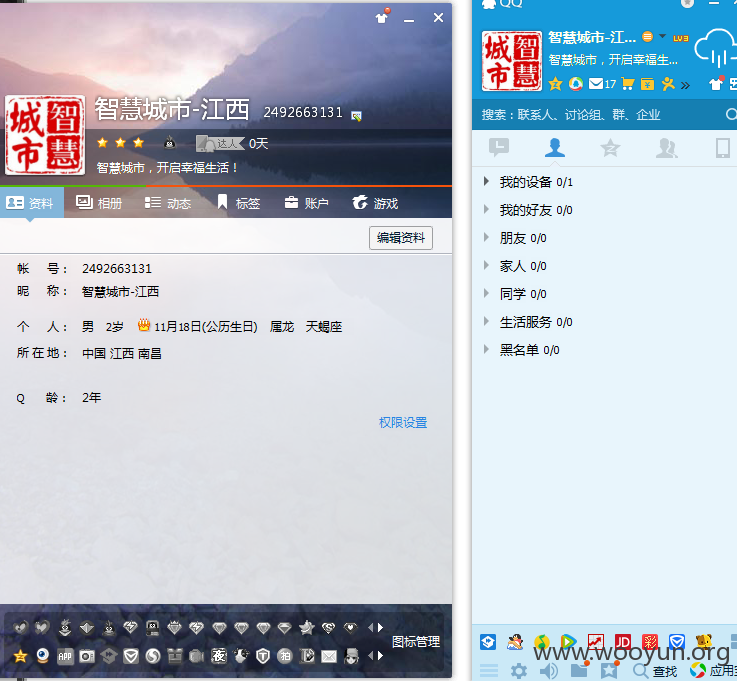 智慧城市
智慧城市-江西 2492663131
达人 0天
智慧城市，开启幸福生活！
资料 相册 动态 标签 账户 游戏
编辑资料
帐 号： 2492663131
昵 称： 智慧城市-江西
个 人： 男 2岁 11月18日(公历生日) 属龙 天蝎座
所在地： 中国 江西 南昌
Q 龄： 2年
权限设置
APP 夜 拍
图标管理
QQ
智慧城市
智慧城市-江... LV3
智慧城市，开启幸福生...
17
搜索：联系人、讨论组、群、企业
我的设备 0/1
我的好友 0/0
朋友 0/0
家人 0/0
同学 0/0
生活服务 0/0
黑名单 0/0
JD 彩
www.wooyun.org
查找